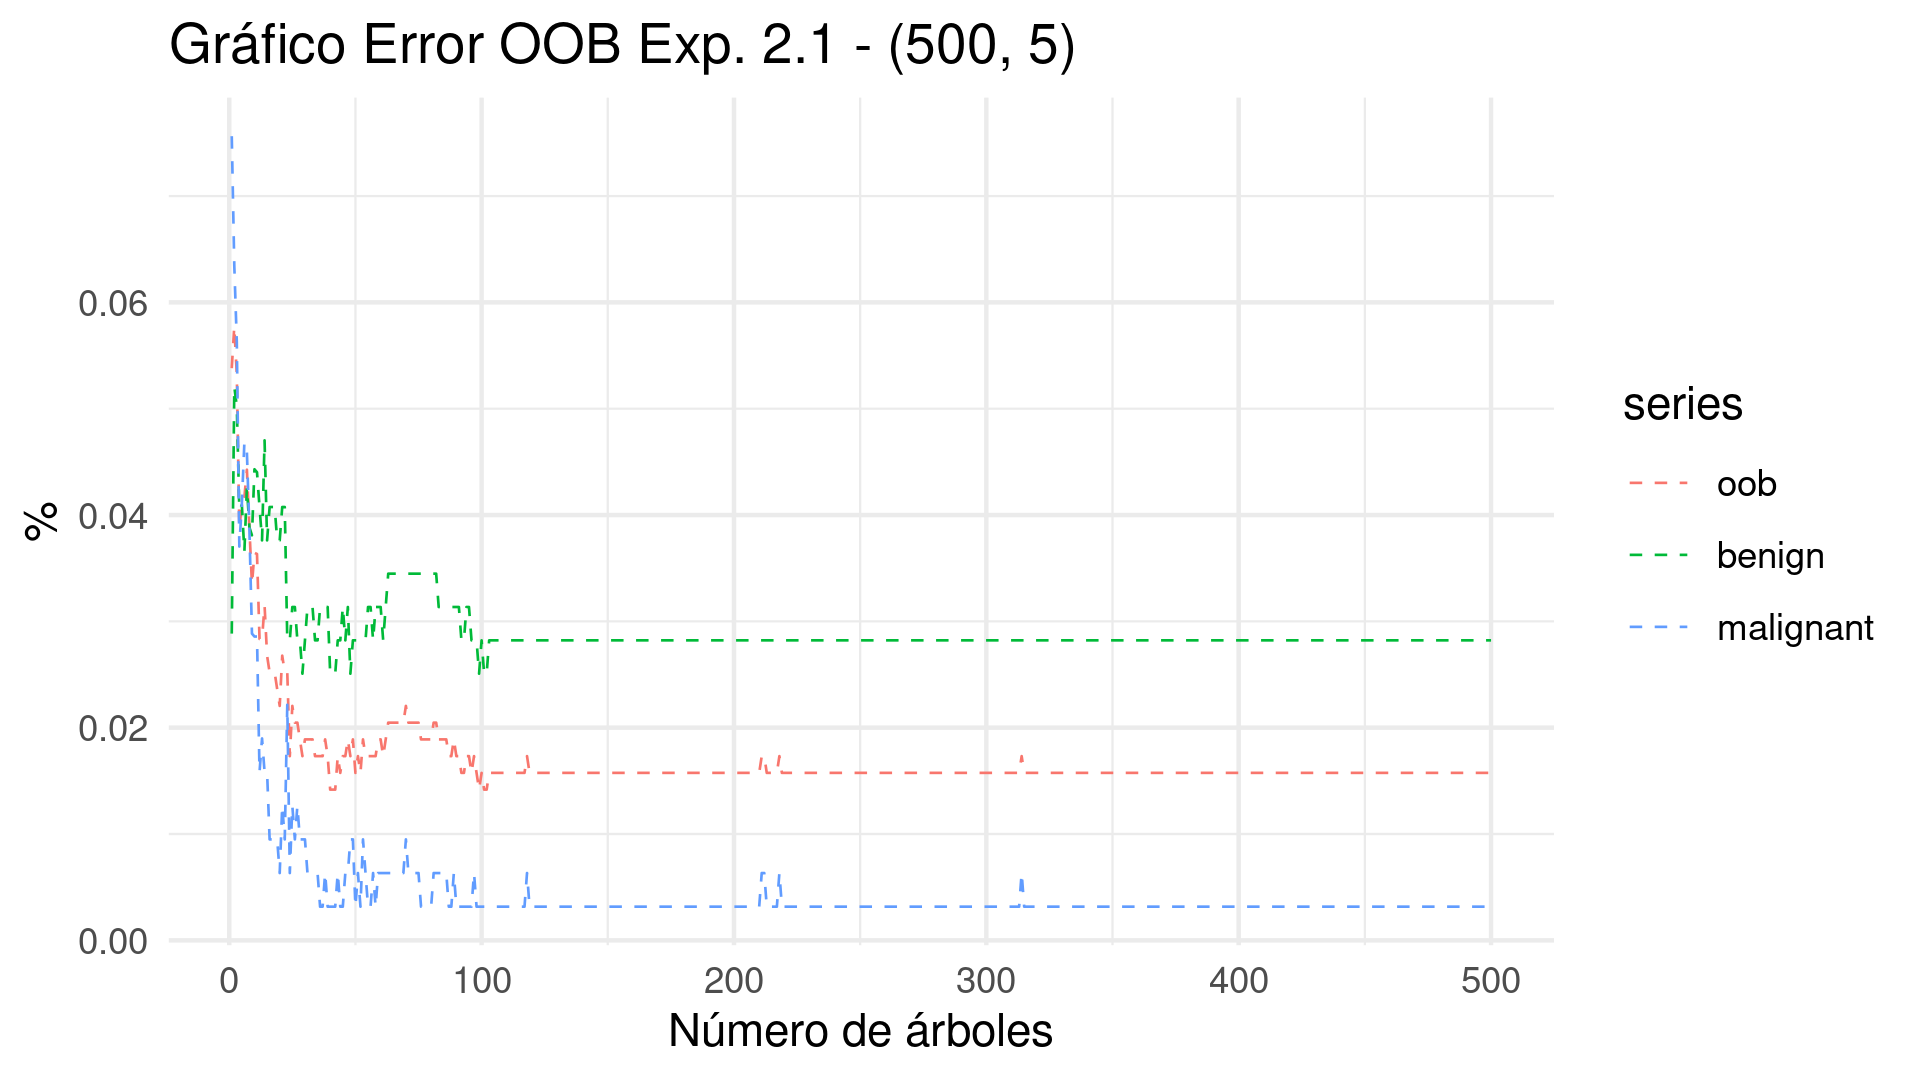 Gráfico Error OOB Exp. 2.1 - (500, 5)
%
0.06
0.04
0.02
0.00
0 100 200 300 400 500
Número de árboles
series
oob
benign
malignant